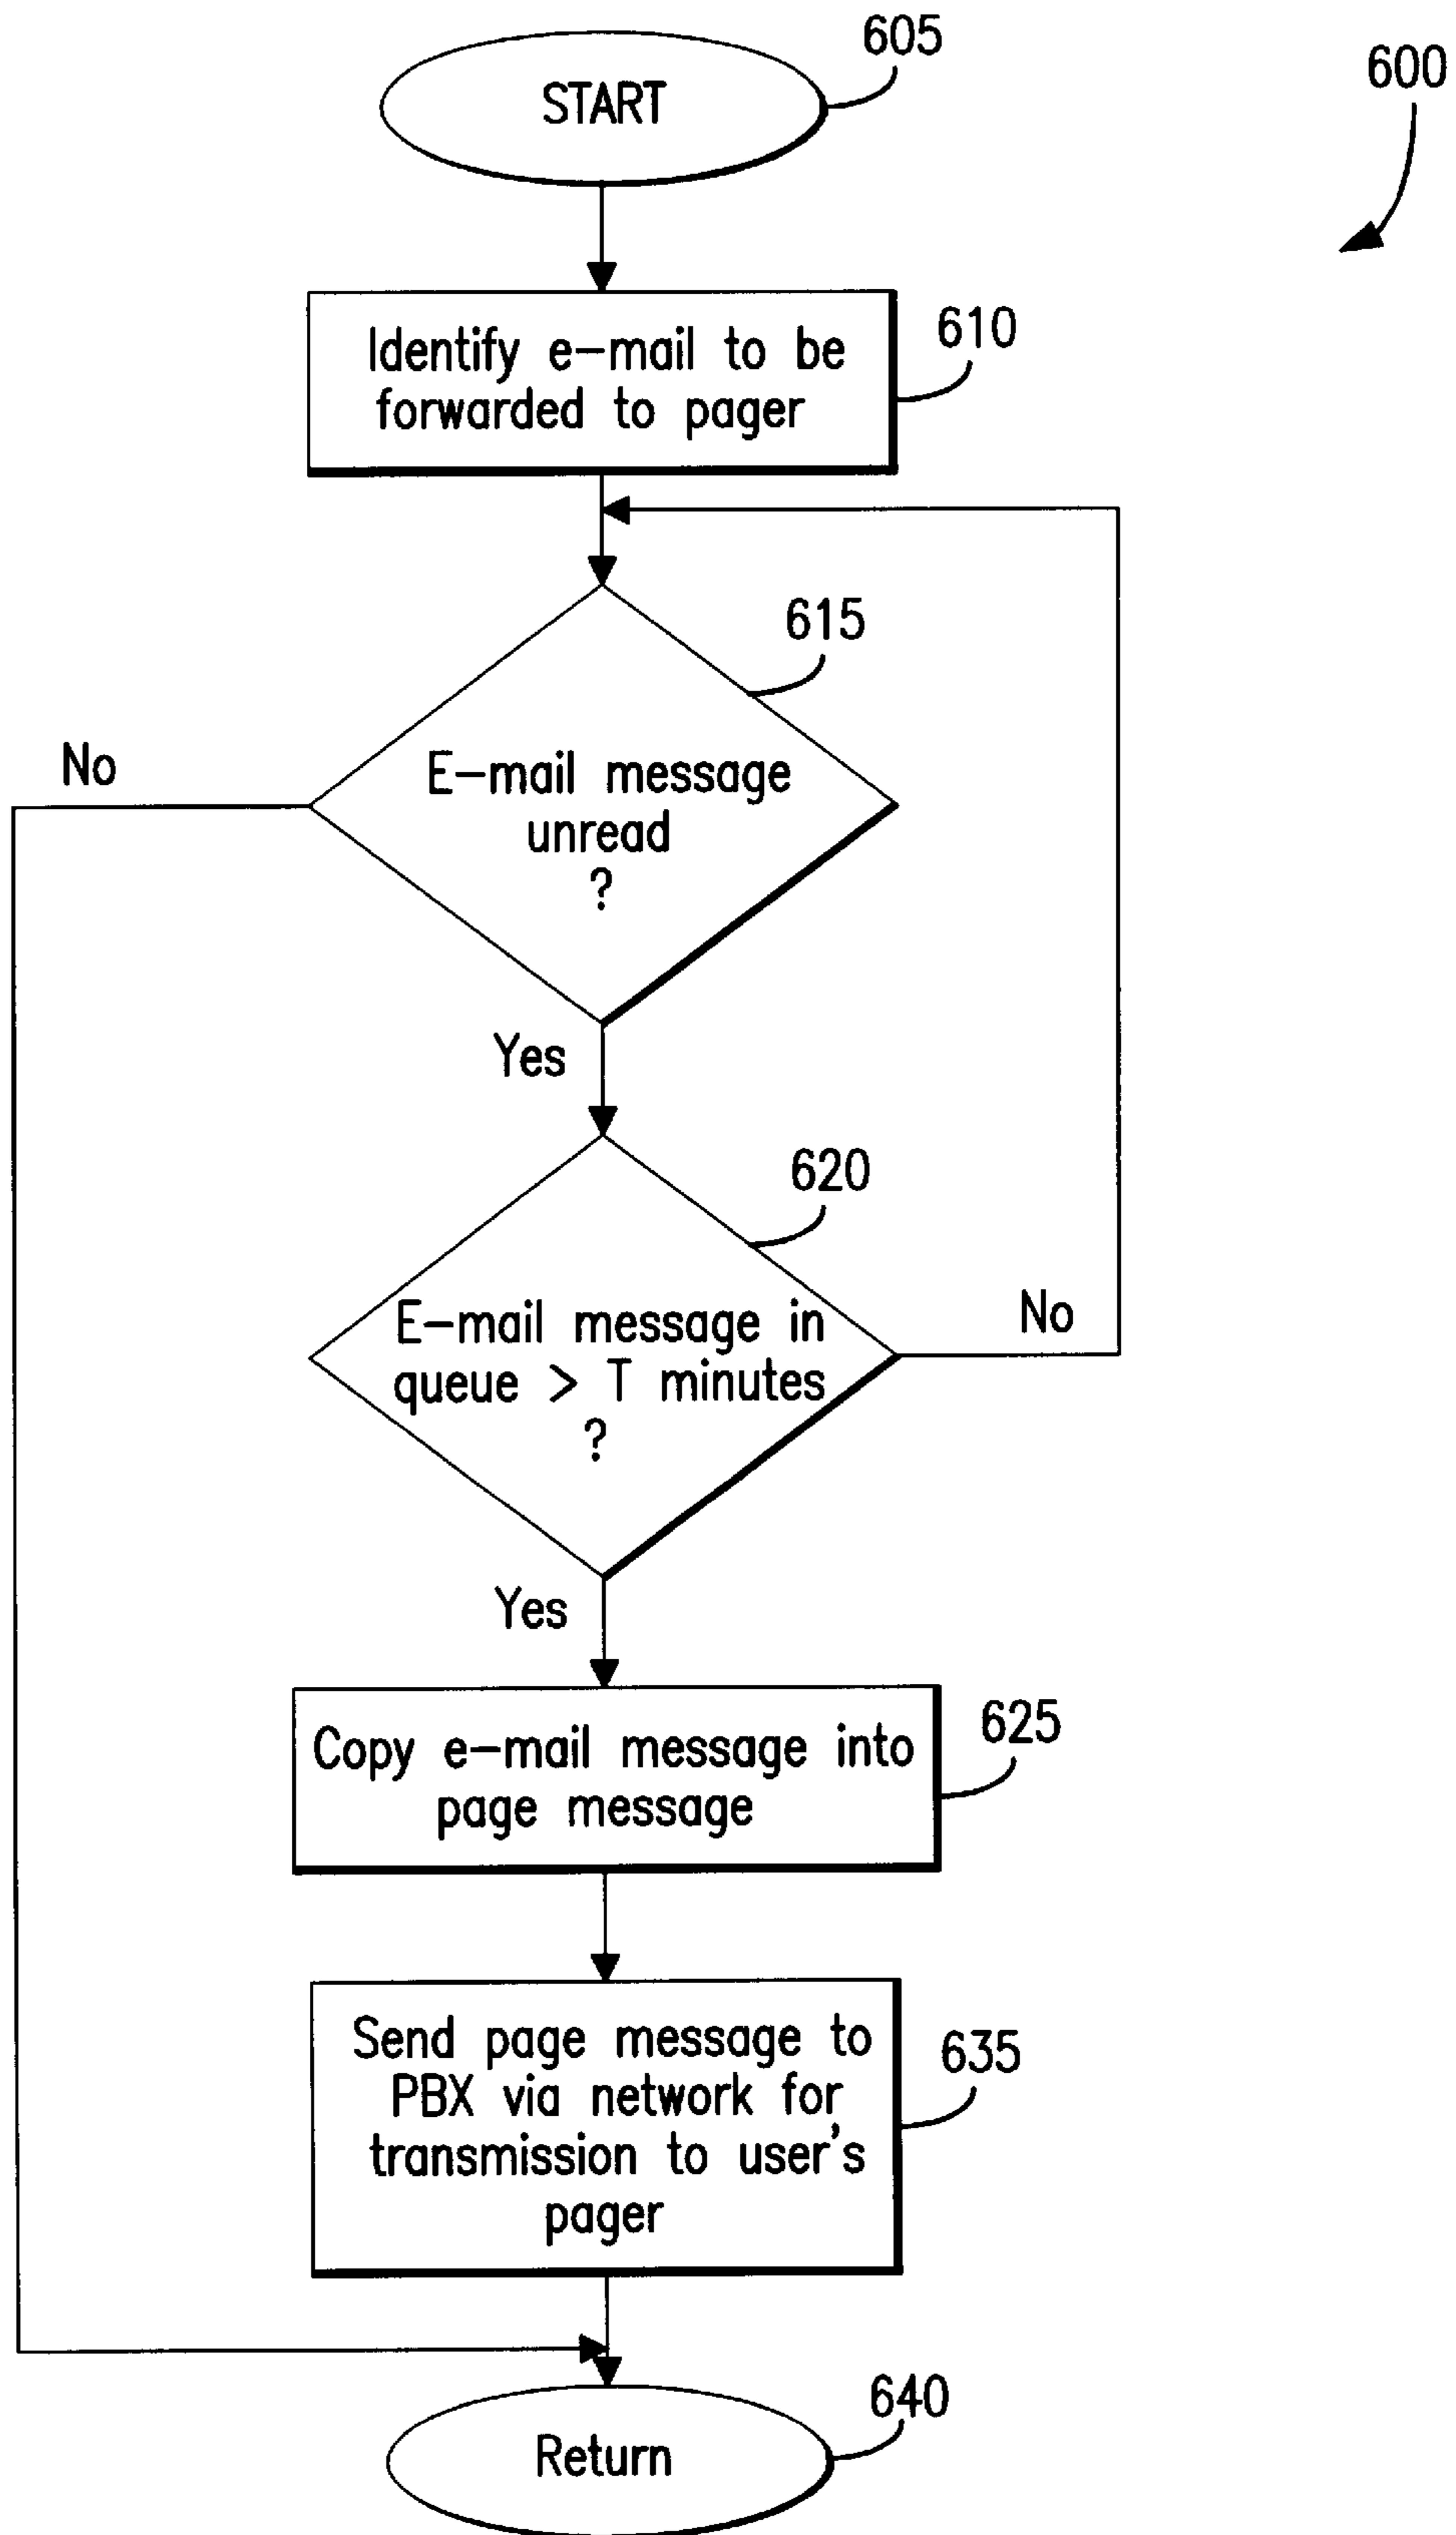 605
600
START
610
Identify e-mail to be
forwarded to pager
615
No
E-mail message
unread
?
Yes
620
E-mail message in
queue > T minutes
?
No
Yes
625
Copy e-mail message into
page message
635
Send page message to
PBX via network for
transmission to user's
pager
640
Return